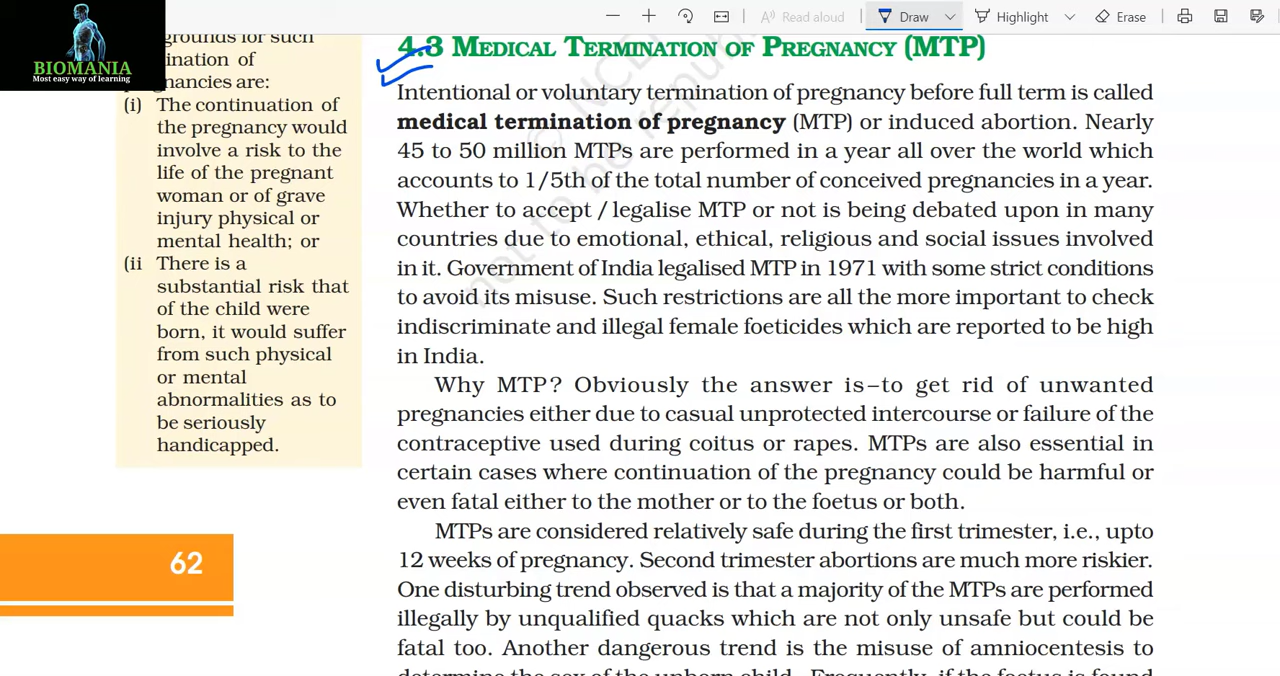 Read aloud
Draw
Highlight
Erase
BIOMANIA
Most easy way of learning
grounds for such
ination of
nancies are:
(i) The continuation of
the pregnancy would
involve a risk to the
life of the pregnant
woman or of grave
injury physical or
mental health; or
(ii There is a
substantial risk that
of the child were
born, it would suffer
from such physical
or mental
abnormalities as to
be seriously
handicapped.
62
4.3 MEDICAL TERMINATION OF PREGNANCY (MTP)
Intentional or voluntary termination of pregnancy before full term is called
medical termination of pregnancy (MTP) or induced abortion. Nearly
45 to 50 million MTPs are performed in a year all over the world which
accounts to 1/5th of the total number of conceived pregnancies in a year.
Whether to accept / legalise MTP or not is being debated upon in many
countries due to emotional, ethical, religious and social issues involved
in it. Government of India legalised MTP in 1971 with some strict conditions
to avoid its misuse. Such restrictions are all the more important to check
indiscriminate and illegal female foeticides which are reported to be high
in India.
Why MTP? Obviously the answer is–to get rid of unwanted
pregnancies either due to casual unprotected intercourse or failure of the
contraceptive used during coitus or rapes. MTPs are also essential in
certain cases where continuation of the pregnancy could be harmful or
even fatal either to the mother or to the foetus or both.
MTPs are considered relatively safe during the first trimester, i.e., upto
12 weeks of pregnancy. Second trimester abortions are much more riskier.
One disturbing trend observed is that a majority of the MTPs are performed
illegally by unqualified quacks which are not only unsafe but could be
fatal too. Another dangerous trend is the misuse of amniocentesis to
determine the sex of the unborn child. Frequently, if the foetus is found